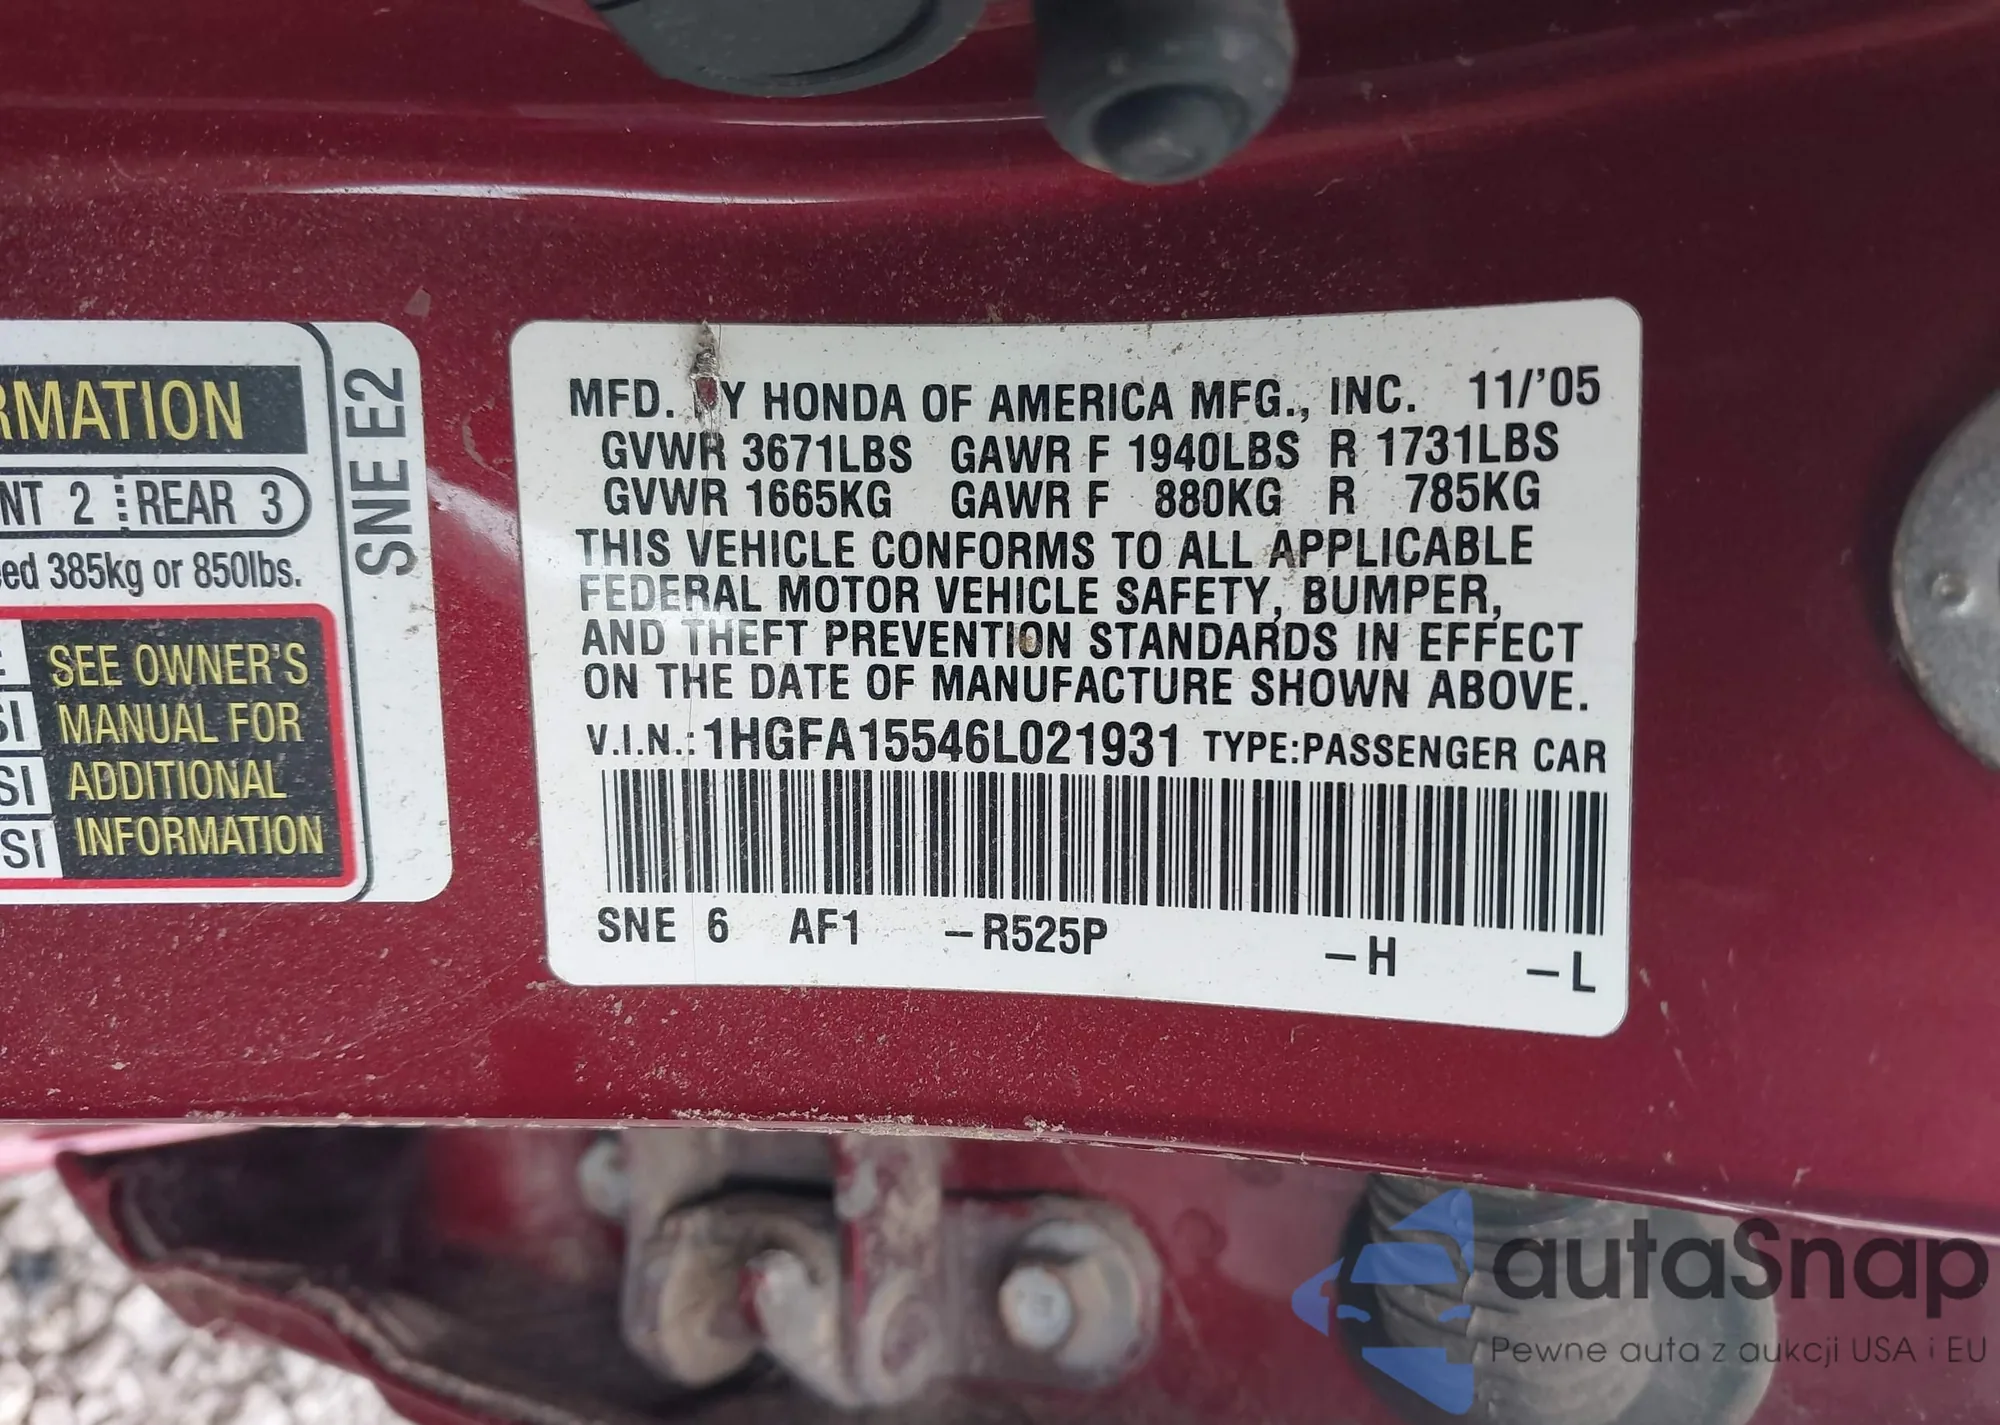 RMATION
NT 2 REAR 3
ed 385kg or 850lbs.
SEE OWNER'S
MANUAL FOR
ADDITIONAL
INFORMATION
SI
SI
SI
SNE E2
MFD. Y HONDA OF AMERICA MFG., INC. 11/'05
GVWR 3671LBS GAWR F 1940LBS R 1731LBS
GVWR 1665KG GAWR F 880KG R 785KG
THIS VEHICLE CONFORMS TO ALL APPLICABLE
FEDERAL MOTOR VEHICLE SAFETY, BUMPER,
AND THEFT PREVENTION STANDARDS IN EFFECT
ON THE DATE OF MANUFACTURE SHOWN ABOVE.
V.I.N.: 1HGFA15546L021931 TYPE:PASSENGER CAR
SNE 6 AF1 –R525P –H –L
autaSnap
Pewne auta z aukcji USA i EU